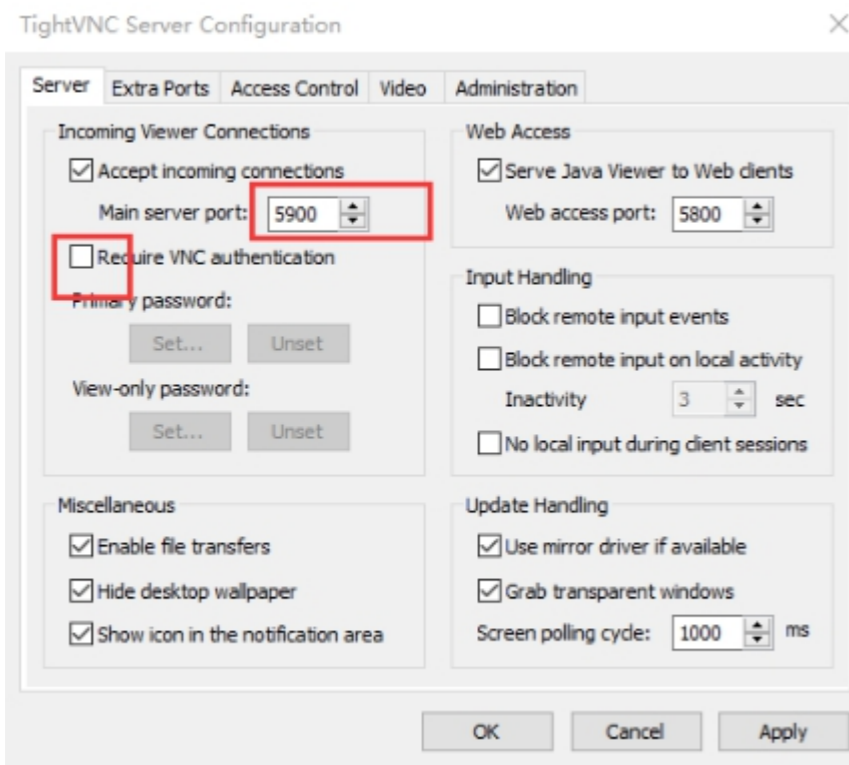 TightVNC Server Configuration
Server Extra Ports Access Control Video Administration
Incoming Viewer Connections
Accept incoming connections
Main server port: 5900
Require VNC authentication
Primary password:
Set... Unset
View-only password:
Set... Unset
Web Access
Serve Java Viewer to Web clients
Web access port: 5800
Input Handling
Block remote input events
Block remote input on local activity
Inactivity 3 sec
No local input during client sessions
Miscellaneous
Enable file transfers
Hide desktop wallpaper
Show icon in the notification area
Update Handling
Use mirror driver if available
Grab transparent windows
Screen polling cycle: 1000 ms
OK Cancel Apply